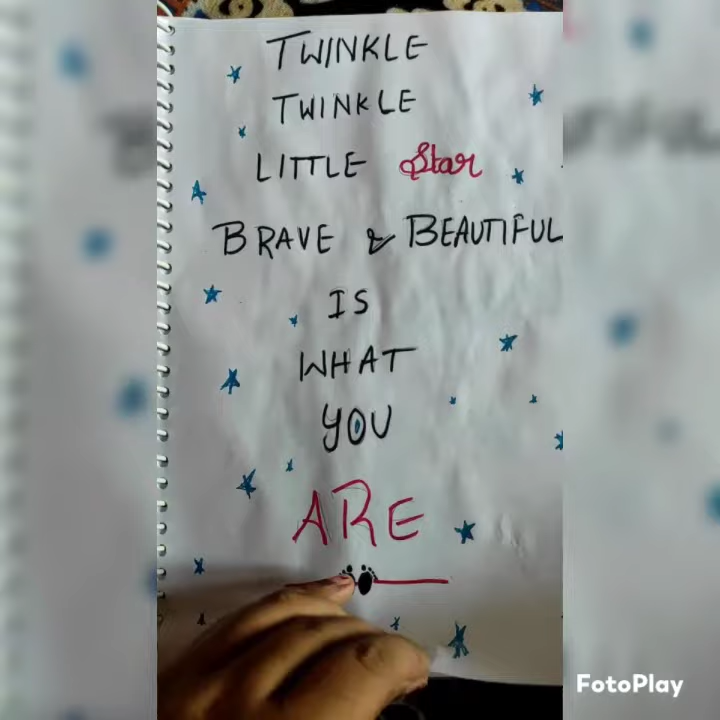 TWINKLE
TWINKLE
LITTLE Star
BRAVE & BEAUTIFUL
IS
WHAT
YOU
ARE
FotoPlay